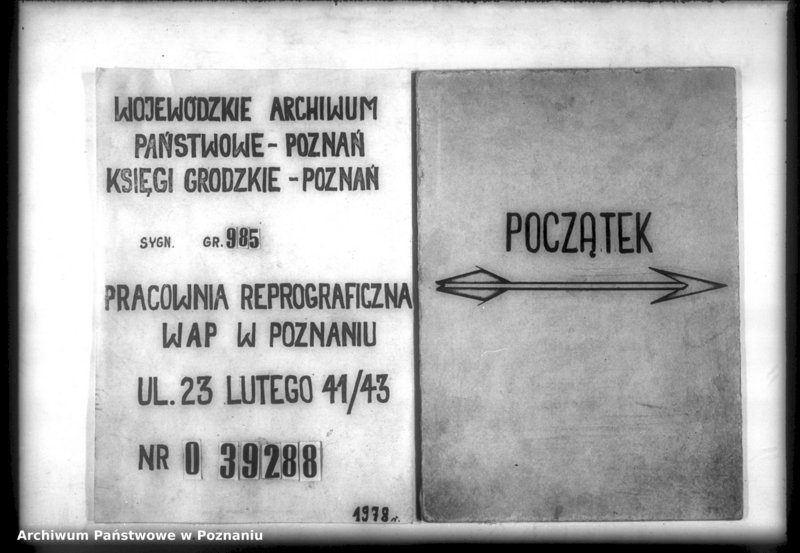 WOJEWÓDZKIE ARCHIWUM
PAŃSTWOWE - POZNAŃ
KSIĘGI GRODZKIE - POZNAŃ
SYGN. GR. 985
PRACOWNIA REPROGRAFICZNA
WAP W POZNANIU
UL. 23 LUTEGO 41/43
NR 0 39288
1978 r.
POCZĄTEK
Archiwum Państwowe w Poznaniu